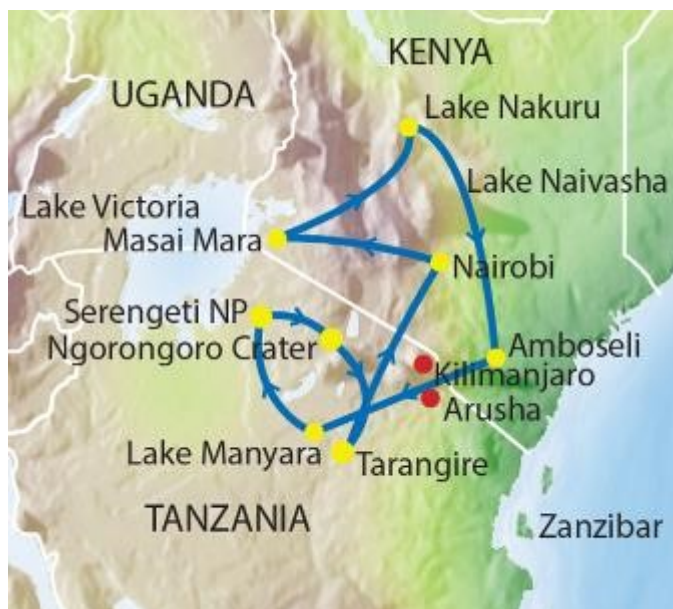 KENYA
UGANDA
Lake Nakuru
Lake Naivasha
Lake Victoria
Masai Mara
Nairobi
Serengeti NP
Ngorongoro Crater
Amboseli
Kilimanjaro
Arusha
Lake Manyara
Tarangire
TANZANIA
Zanzibar